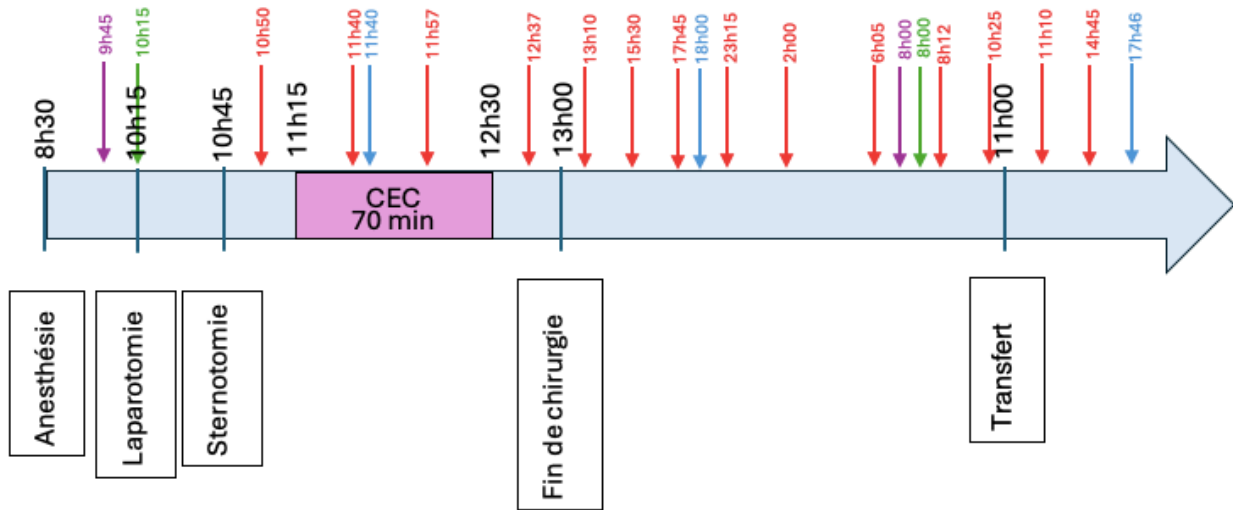 9h45
10h15
10h50
11h40
11h40
11h57
12h37
13h10
15h30
17h45
18h00
23h15
2h00
6h05
8h00
8h00
8h12
10h25
11h10
14h45
17h46
8h30
10h15
10h45
11h15
12h30
13h00
11h00
CEC
70 min
Anesthésie
Laparotomie
Sternotomie
Fin de chirurgie
Transfert